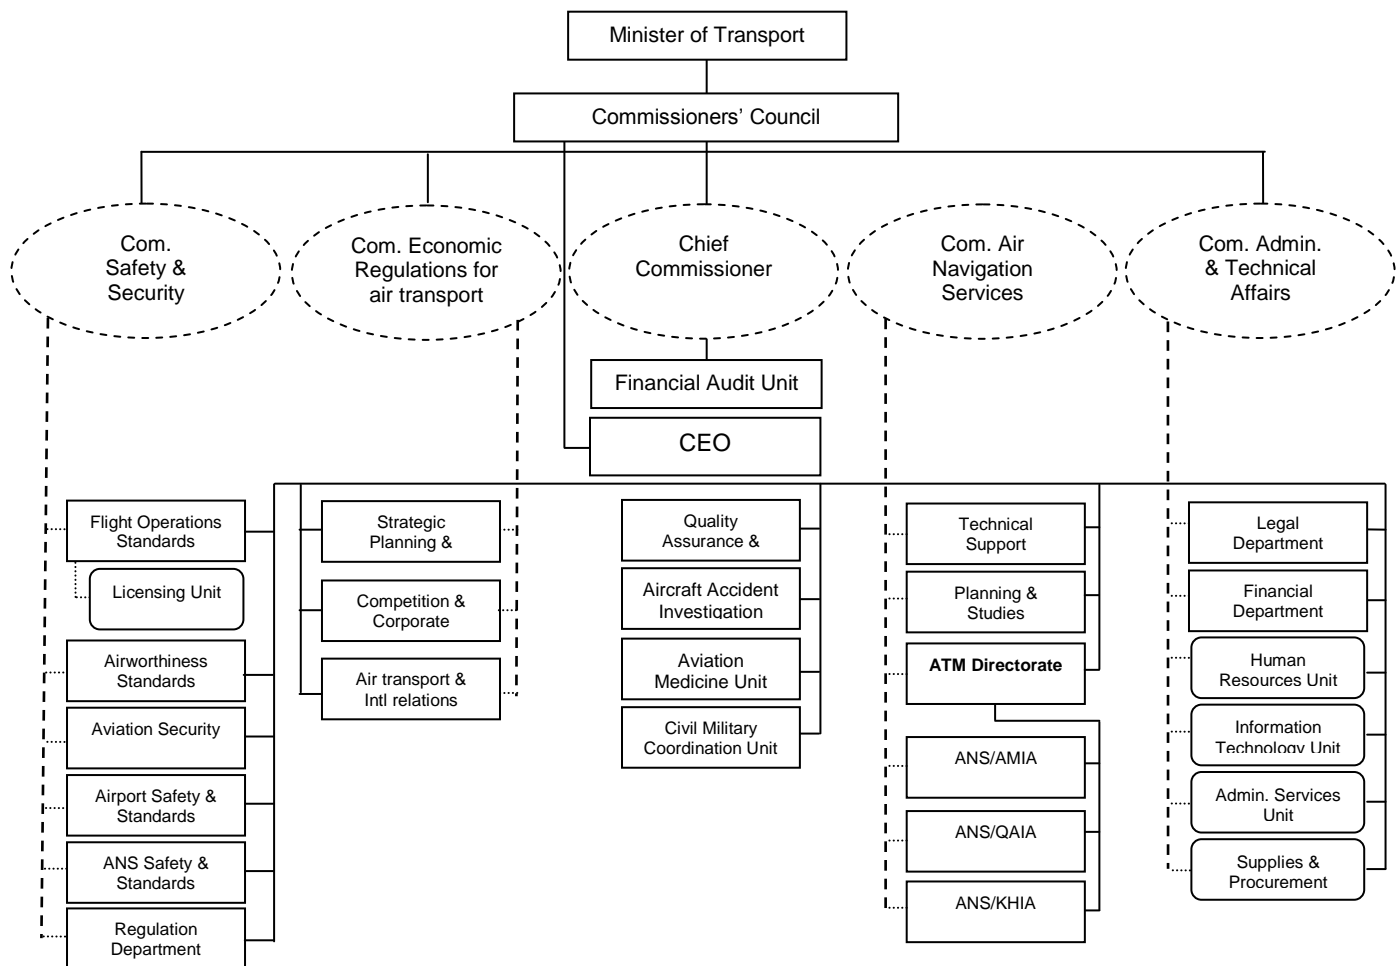 Minister of Transport
Commissioners’ Council
Com.
Safety &
Security
Com. Economic
Regulations for
air transport
Chief
Commissioner
Com. Air
Navigation
Services
Com. Admin.
& Technical
Affairs
Financial Audit Unit
CEO
Flight Operations
Standards
Licensing Unit
Airworthiness
Standards
Aviation Security
Airport Safety &
Standards
ANS Safety &
Standards
Regulation
Department
Strategic
Planning &
Competition &
Corporate
Air transport &
Intl relations
Quality
Assurance &
Aircraft Accident
Investigation
Aviation
Medicine Unit
Civil Military
Coordination Unit
Technical
Support
Planning &
Studies
ATM Directorate
ANS/AMIA
ANS/QAIA
ANS/KHIA
Legal
Department
Financial
Department
Human
Resources Unit
Information
Technology Unit
Admin. Services
Unit
Supplies &
Procurement